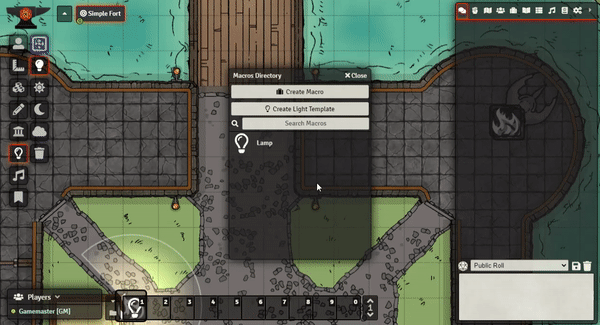 Simple Fort
Macros Directory
Close
Create Macro
Create Light Template
Search Macros
Lamp
Public Roll
Players
Gamemaster [GM]
1 2 3 4 5 6 7 8 9 0
1